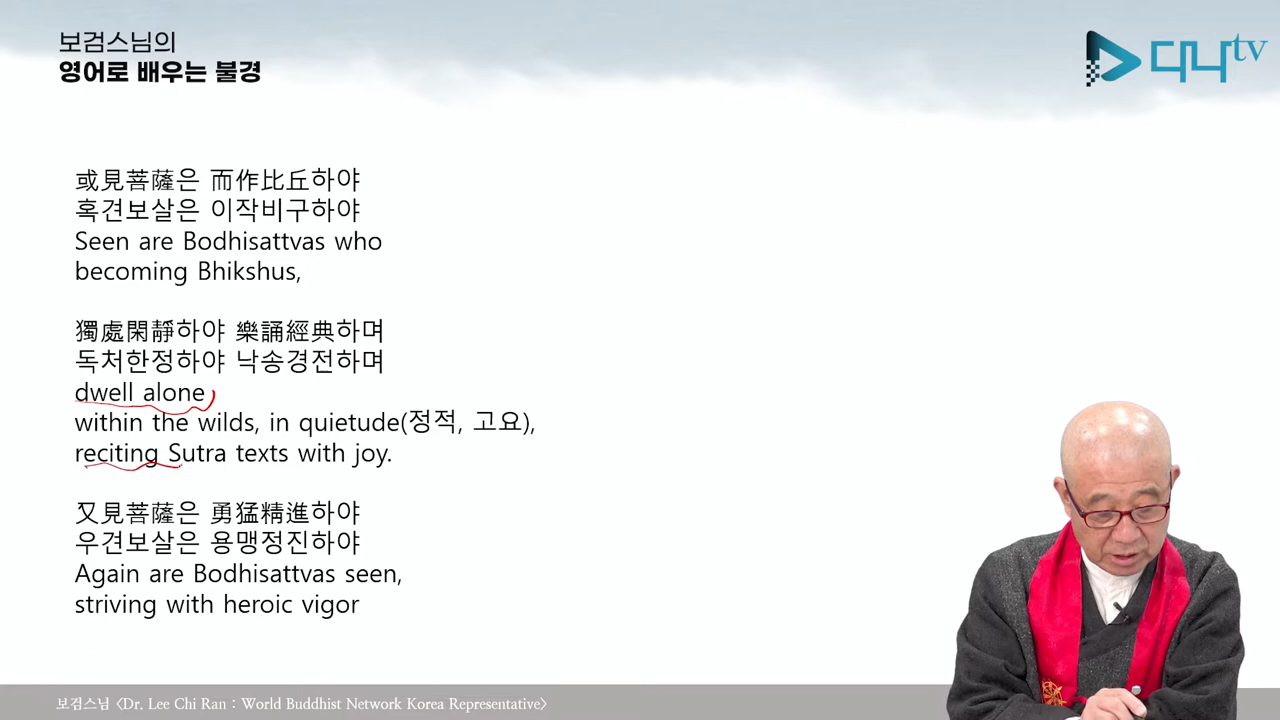 보검스님의
영어로 배우는 불경
디나tv
或見菩薩은 而作比丘하야
혹견보살은 이작비구하야
Seen are Bodhisattvas who
becoming Bhikshus,
獨處閑靜하야 樂誦經典하며
독처한정하야 낙송경전하며
dwell alone
within the wilds, in quietude(정적, 고요),
reciting Sutra texts with joy.
又見菩薩은 勇猛精進하야
우견보살은 용맹정진하야
Again are Bodhisattvas seen,
striving with heroic vigor
보검스님 <Dr. Lee Chi Ran : World Buddhist Network Korea Representative>